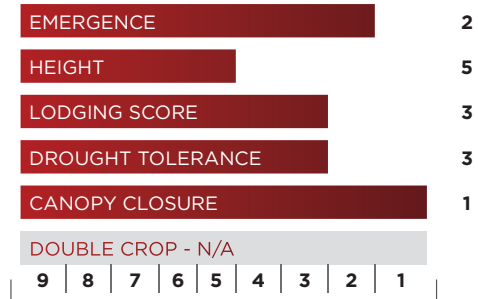 EMERGENCE 2
HEIGHT 5
LODGING SCORE 3
DROUGHT TOLERANCE 3
CANOPY CLOSURE 1
DOUBLE CROP - N/A
9 8 7 6 5 4 3 2 1